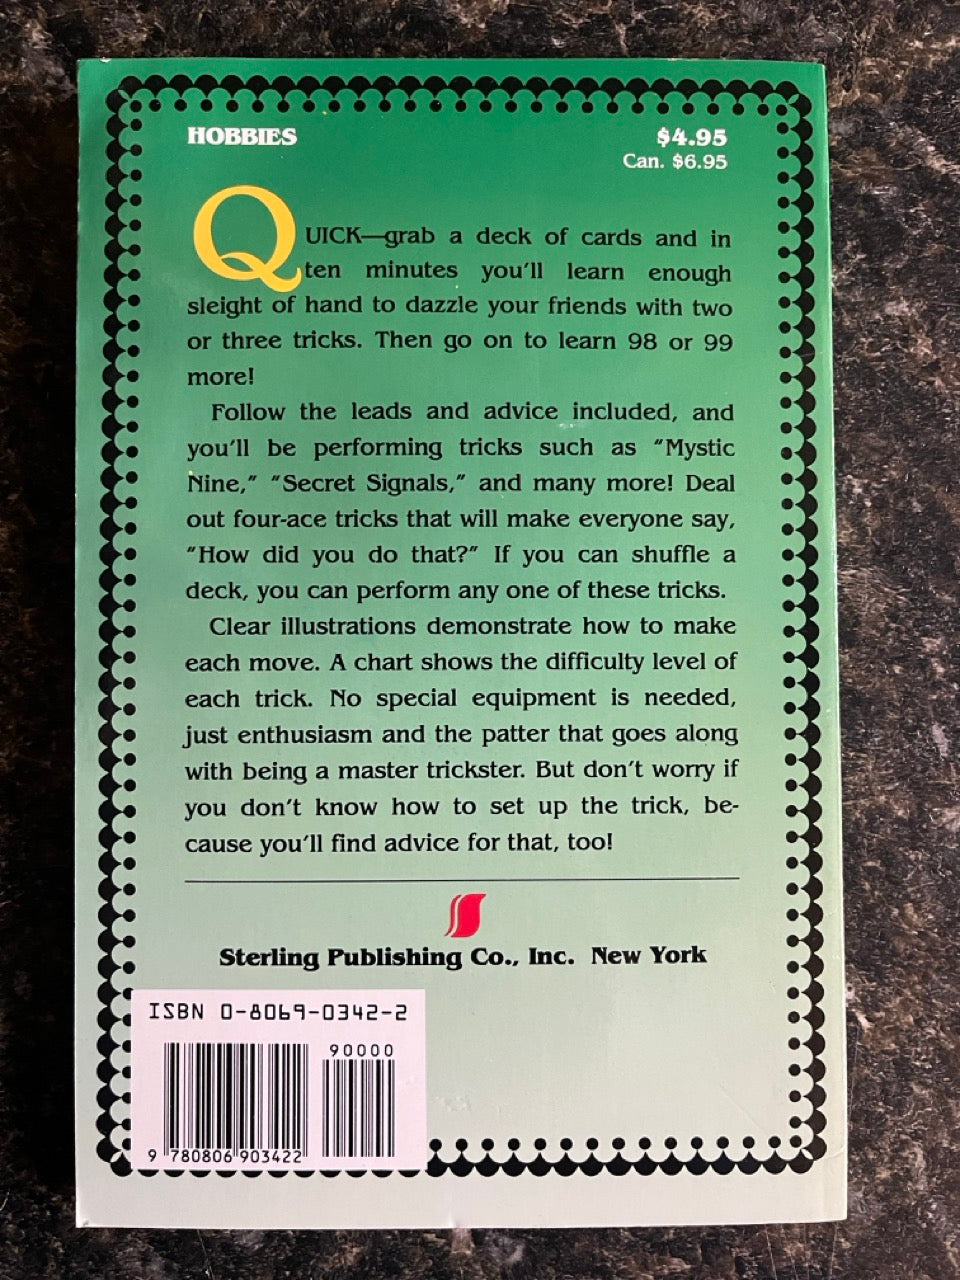 HOBBIES
$4.95
Can. $6.95
QUICK—grab a deck of cards and in
ten minutes you'll learn enough
sleight of hand to dazzle your friends with two
or three tricks. Then go on to learn 98 or 99
more!
Follow the leads and advice included, and
you'll be performing tricks such as "Mystic
Nine," "Secret Signals," and many more! Deal
out four-ace tricks that will make everyone say,
"How did you do that?" If you can shuffle a
deck, you can perform any one of these tricks.
Clear illustrations demonstrate how to make
each move. A chart shows the difficulty level of
each trick. No special equipment is needed,
just enthusiasm and the patter that goes along
with being a master trickster. But don't worry if
you don't know how to set up the trick, be-
cause you'll find advice for that, too!
Sterling Publishing Co., Inc. New York
ISBN 0-8069-0342-2
90000
9 780806 903422